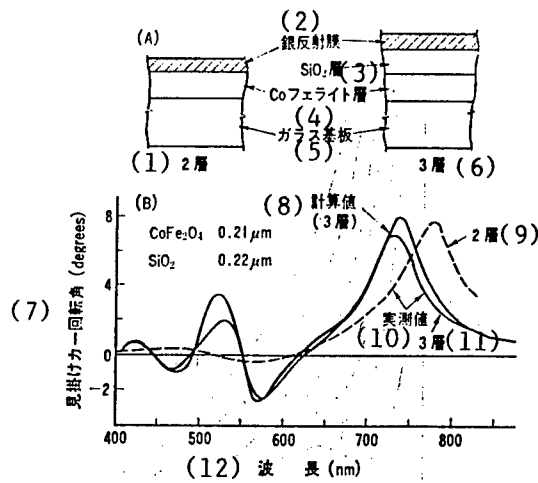 (2)
(A)
銀反射膜
SiO₂層(3)
Coフェライト層
(4)
ガラス基板
(5)
(1) 2層
3層 (6)
(B)
(8) 計算値
(3層)
CoFe₂O₄ 0.21μm
SiO₂ 0.22μm
2層(9)
(7)
見掛けカー回転角 (degrees)
8
4
0
−2
実測値
(10) 3層(11)
400 450 500 600 700 800
(12) 波長(nm)